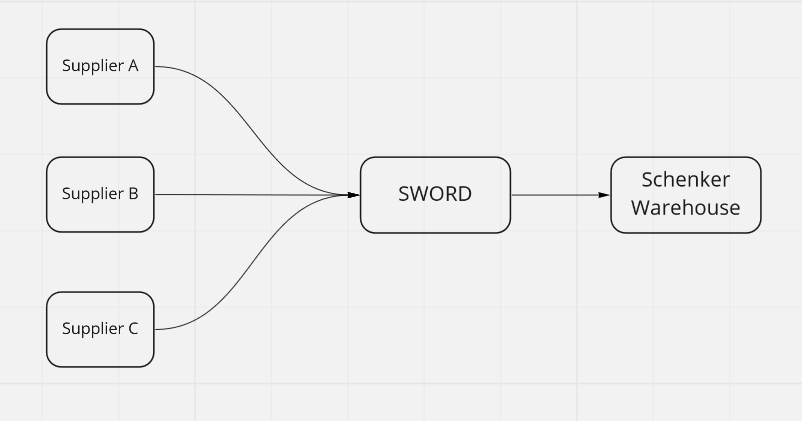 Supplier A
Supplier B
SWORD
Schenker
Warehouse
Supplier C